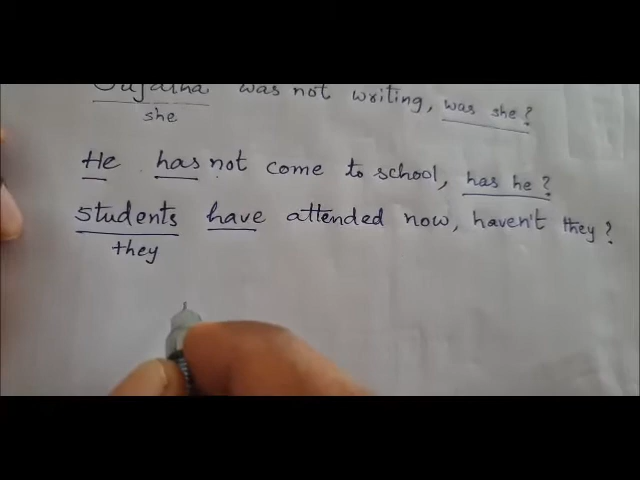 Sujatha was not writing, was she?
she
He has not come to school, has he?
students have attended now, haven't they?
they